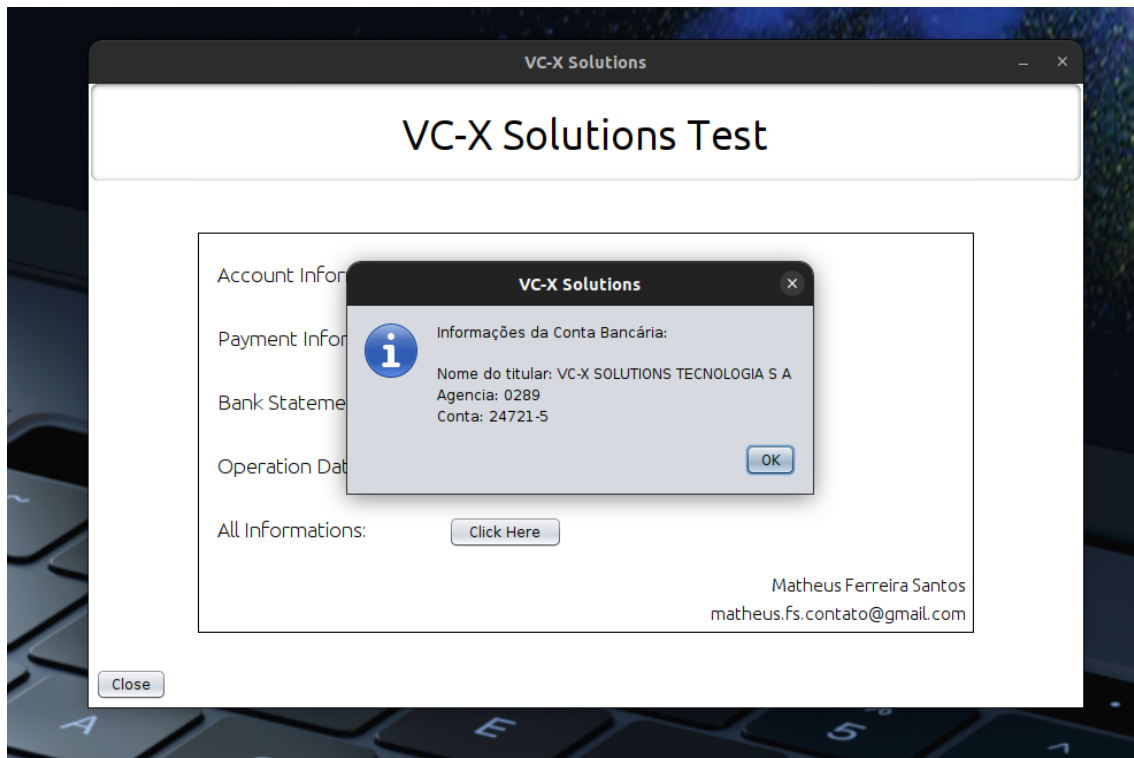 VC-X Solutions
VC-X Solutions Test
Account Infor
Payment Infor
Bank Stateme
Operation Dat
All Informations:
Click Here
VC-X Solutions
Informações da Conta Bancária:
Nome do titular: VC-X SOLUTIONS TECNOLOGIA S A
Agencia: 0289
Conta: 24721-5
OK
Matheus Ferreira Santos
matheus.fs.contato@gmail.com
Close
A
E
%
5
~